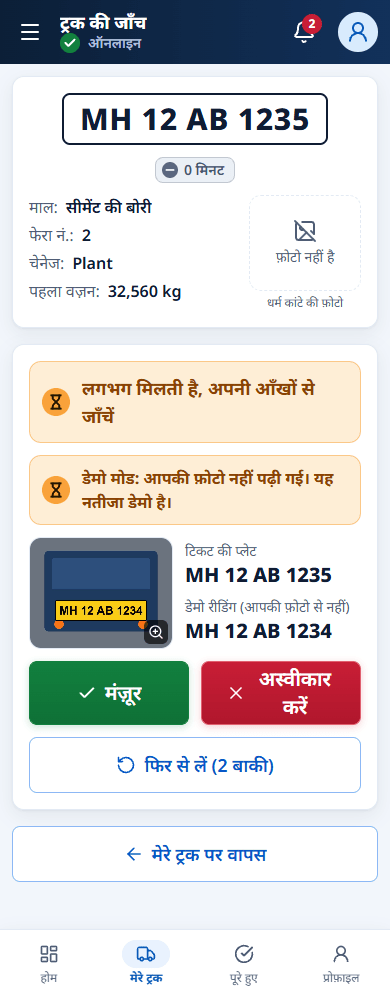 ट्रक की जाँच
ऑनलाइन
2
MH 12 AB 1235
0 मिनट
माल: सीमेंट की बोरी
फेरा नं.: 2
चेनेज: Plant
पहला वज़न: 32,560 kg
फ़ोटो नहीं है
धर्म कांटे की फ़ोटो
लगभग मिलती है, अपनी आँखों से
जाँचें
डेमो मोड: आपकी फ़ोटो नहीं पढ़ी गई। यह
नतीजा डेमो है।
MH 12 AB 1234
टिकट की प्लेट
MH 12 AB 1235
डेमो रीडिंग (आपकी फ़ोटो से नहीं)
MH 12 AB 1234
मंज़ूर
अस्वीकार
करें
फिर से लें (2 बाकी)
मेरे ट्रक पर वापस
होम
मेरे ट्रक
पूरे हुए
प्रोफ़ाइल